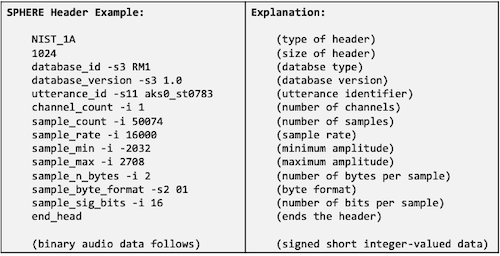 SPHERE Header Example:
NIST_1A
1024
database_id -s3 RM1
database_version -s3 1.0
utterance_id -s11 aks0_st0783
channel_count -i 1
sample_count -i 50074
sample_rate -i 16000
sample_min -i -2032
sample_max -i 2708
sample_n_bytes -i 2
sample_byte_format -s2 01
sample_sig_bits -i 16
end_head
(binary audio data follows)
Explanation:
(type of header)
(size of header)
(databse type)
(database version)
(utterance identifier)
(number of channels)
(number of samples)
(sample rate)
(minimum amplitude)
(maximum amplitude)
(number of bytes per sample)
(byte format)
(number of bits per sample)
(ends the header)
(signed short integer-valued data)